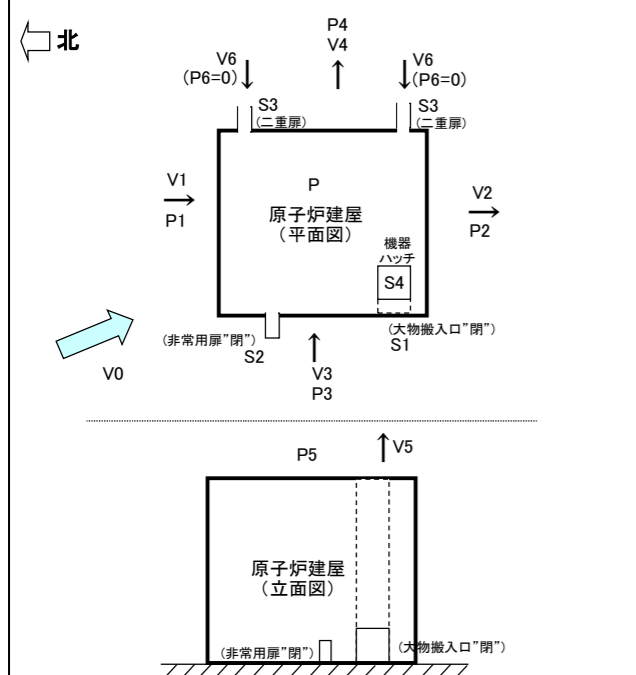 北
P4
V4
V6
(P6=0)
V6
(P6=0)
S3
(二重扉)
S3
(二重扉)
V1
P1
P
原子炉建屋
(平面図)
V2
P2
機器
ハッチ
S4
(非常用扉”閉”)
S2
(大物搬入口”閉”)
S1
V0
V3
P3
P5
V5
原子炉建屋
(立面図)
(非常用扉”閉”)
(大物搬入口”閉”)